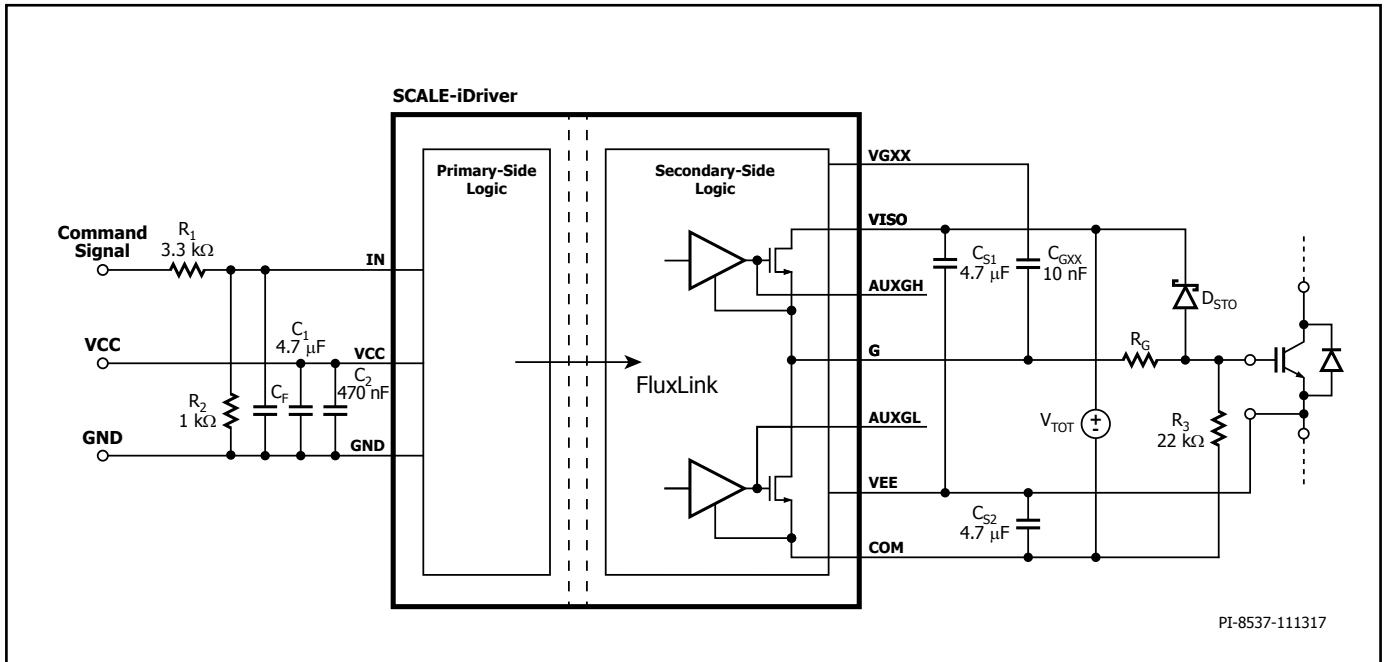 SCALE-iDriver
Primary-Side
Logic
Secondary-Side
Logic
VGXX
VISO
Command
Signal
R1
3.3 kΩ
IN
CS1
4.7 µF
CGXX
10 nF
AUXGH
DSTO
C1
4.7 µF
VCC
VCC
G
RG
FluxLink
C2
470 nF
R2
1 kΩ
CF
AUXGL
VTOT
+
-
R3
22 kΩ
GND
GND
VEE
CS2
4.7 µF
COM
PI-8537-111317